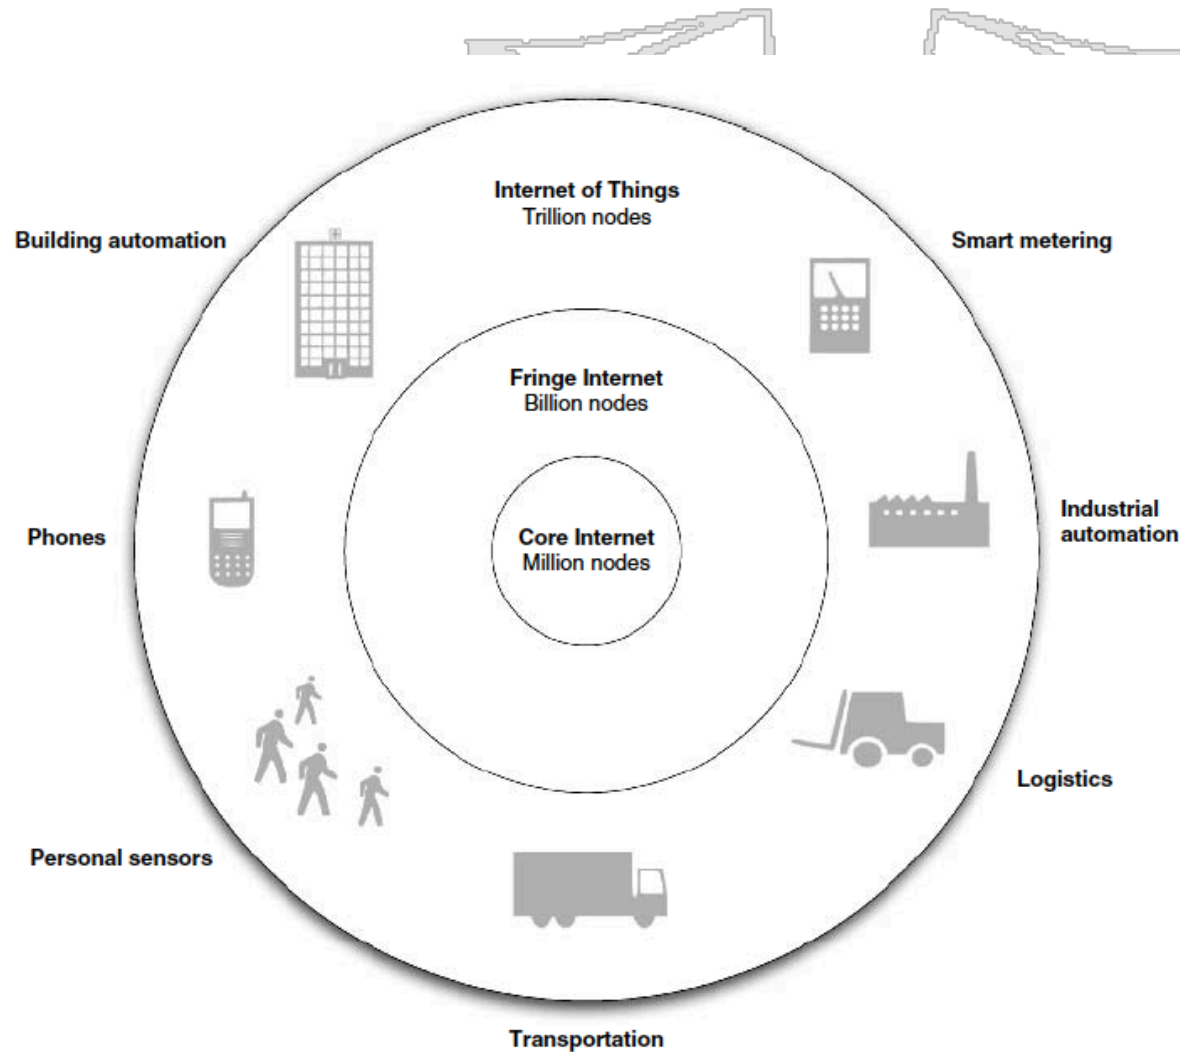 Internet of Things
Trillion nodes
Building automation
Smart metering
Fringe Internet
Billion nodes
Core Internet
Million nodes
Phones
Industrial
automation
Logistics
Personal sensors
Transportation